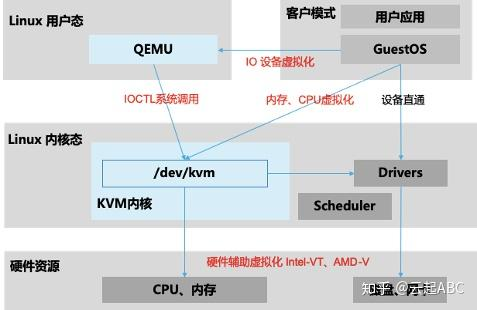 Linux 用户态
客户模式
用户应用
QEMU
GuestOS
IO 设备虚拟化
IOCTL系统调用
内存、CPU虚拟化
设备直通
Linux 内核态
/dev/kvm
Drivers
KVM内核
Scheduler
硬件资源
硬件辅助虚拟化 Intel-VT、AMD-V
CPU、内存
知乎 @云起ABC